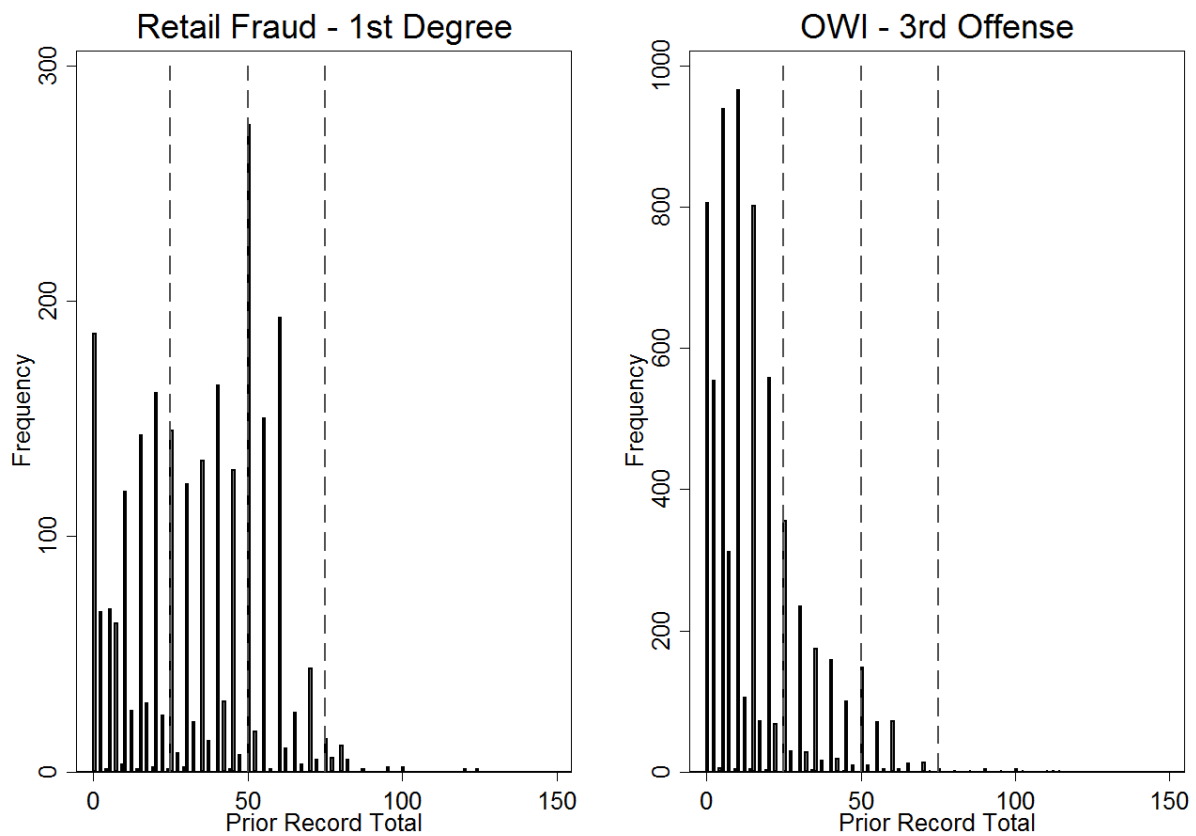 Retail Fraud - 1st Degree
Frequency
300
200
100
0
0 50 100 150
Prior Record Total
OWI - 3rd Offense
Frequency
1000
800
600
400
200
0
0 50 100 150
Prior Record Total